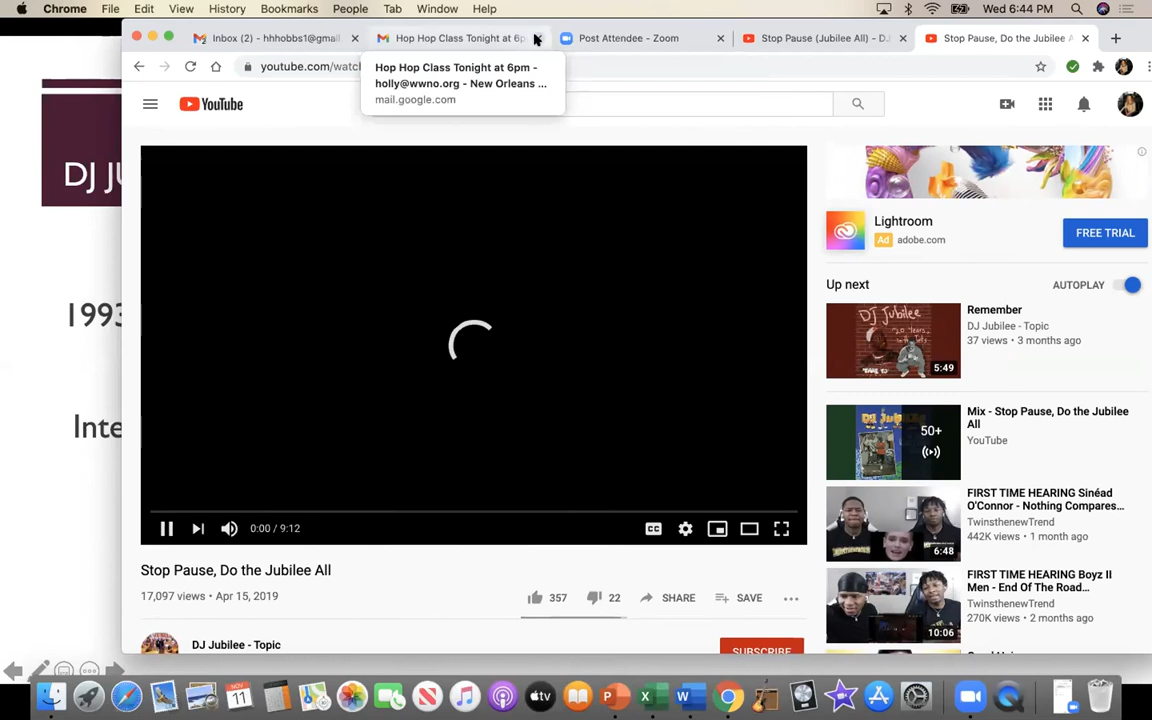 Chrome File Edit View History Bookmarks People Tab Window Help Wed 6:44 PM
Inbox (2) - hhhobbs1@gmail. Hop Hop Class Tonight at 6p Post Attendee - Zoom Stop Pause (Jubilee All) - D. Stop Pause, Do the Jubilee A
youtube.com/watc
Hop Hop Class Tonight at 6pm -
holly@wwno.org - New Orleans ...
mail.google.com
YouTube
DJ JU
1993
Inte
Lightroom
Ad adobe.com
FREE TRIAL
Up next AUTOPLAY
Remember
DJ Jubilee - Topic
37 views • 3 months ago
DJ Jubilee
5:49
Mix - Stop Pause, Do the Jubilee
All
YouTube
50+
FIRST TIME HEARING Sinéad
O'Connor - Nothing Compares...
TwinsthenewTrend
442K views • 1 month ago
6:48
FIRST TIME HEARING Boyz II
Men - End Of The Road...
TwinsthenewTrend
270K views • 2 months ago
10:06
0:00 / 9:12 CC
Stop Pause, Do the Jubilee All
17,097 views • Apr 15, 2019
357 22 SHARE SAVE
DJ Jubilee - Topic
SUBSCRIBE
NOV
11